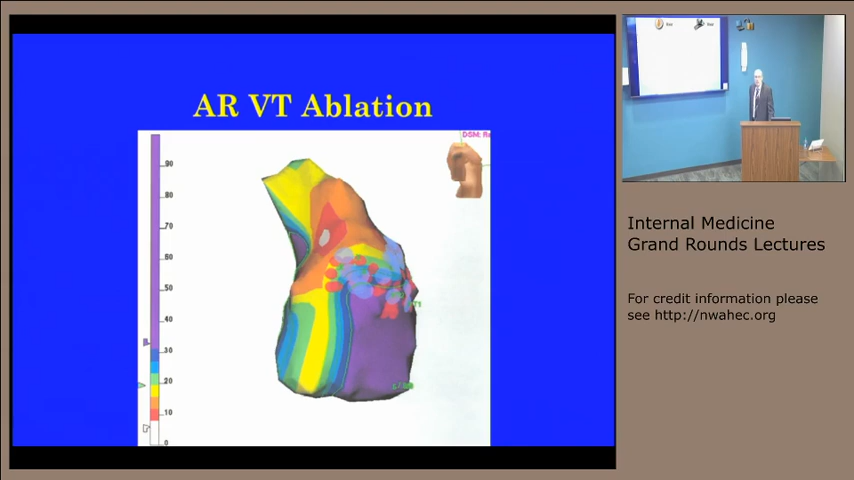 AR VT Ablation
90
80
70
60
50
40
30
20
10
0
Internal Medicine
Grand Rounds Lectures
For credit information please
see http://nwahec.org